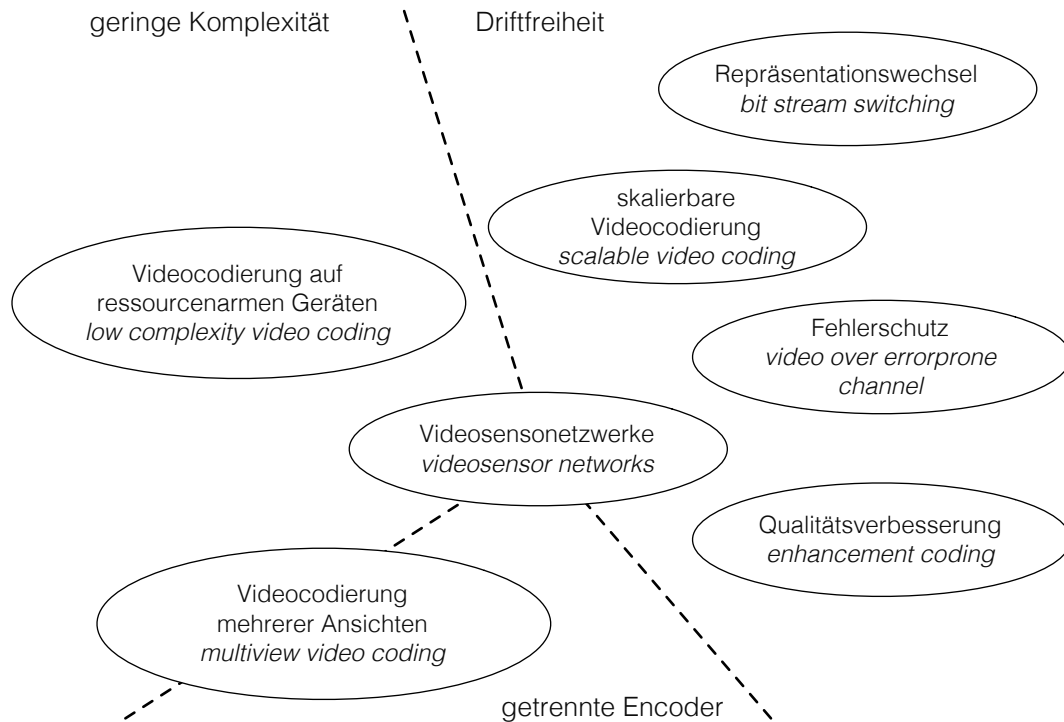 geringe Komplexität
Driftfreiheit
Repräsentationswechsel
bit stream switching
skalierbare
Videocodierung
scalable video coding
Videocodierung auf
ressourcenarmen Geräten
low complexity video coding
Fehlerschutz
video over errorprone
channel
Videosensonetzwerke
videosensor networks
Qualitätsverbesserung
enhancement coding
Videocodierung
mehrerer Ansichten
multiview video coding
getrennte Encoder